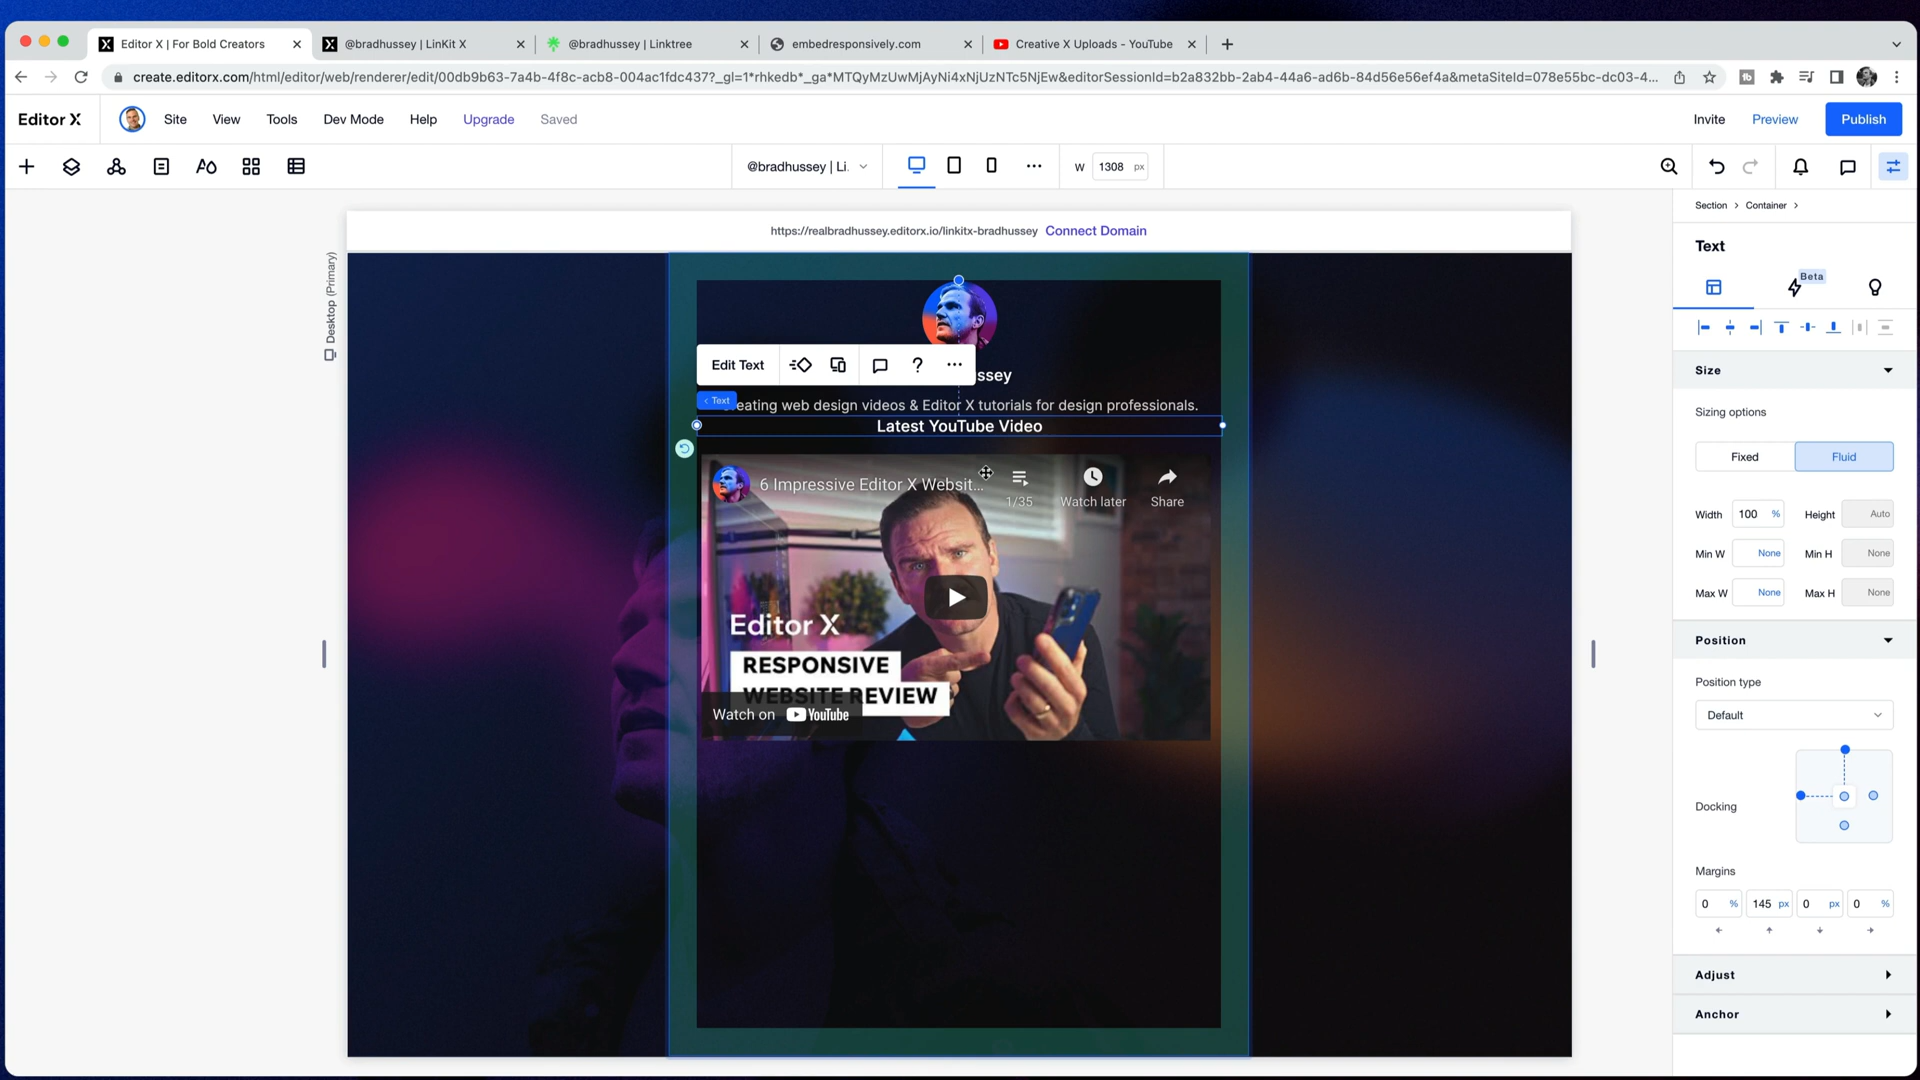 Editor X | For Bold Creators
@bradhussey | LinKit X
@bradhussey | Linktree
embedresponsively.com
Creative X Uploads - YouTube
create.editorx.com/html/editor/web/renderer/edit/00db9b63-7a4b-4f8c-acb8-004ac1fdc437?_gl=1*rhkedb*_ga*MTQyMzUwMjAyNi4xNjUzNTc5NjEw&editorSessionId=b2a832bb-2ab4-44a6-ad6b-84d56e56ef4a&metaSiteId=078e55bc-dc03-4...
Editor X
Site
View
Tools
Dev Mode
Help
Upgrade
Saved
Invite
Preview
Publish
@bradhussey | Li.
W
1308 px
https://realbradhussey.editorx.io/linkitx-bradhussey Connect Domain
Desktop (Primary)
Edit Text
ssey
< Text
eating web design videos & Editor X tutorials for design professionals.
Latest YouTube Video
6 Impressive Editor X Websit...
1/35
Watch later
Share
Editor X
RESPONSIVE
WEBSITE REVIEW
Watch on YouTube
Section > Container >
Text
Beta
Size
Sizing options
Fixed
Fluid
Width 100 % Height Auto
Min W None Min H None
Max W None Max H None
Position
Position type
Default
Docking
Margins
0 % 145 px 0 px 0 %
Adjust
Anchor